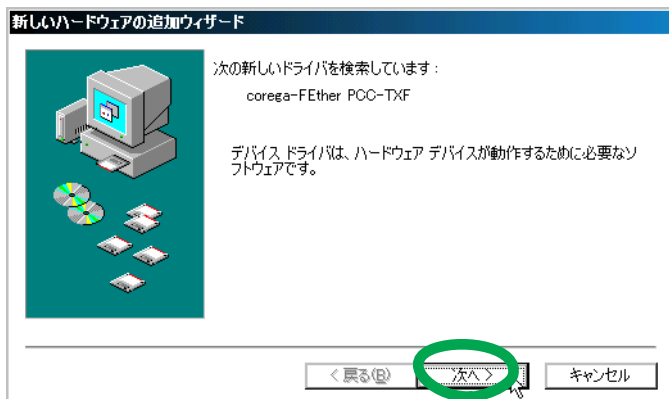 新しいハードウェアの追加ウィザード
次の新しいドライバを検索しています：
corega-FEther PCC-TXF
デバイス ドライバは、ハードウェア デバイスが動作するために必要なソ
フトウェアです。
< 戻る(B)
次へ >
キャンセル